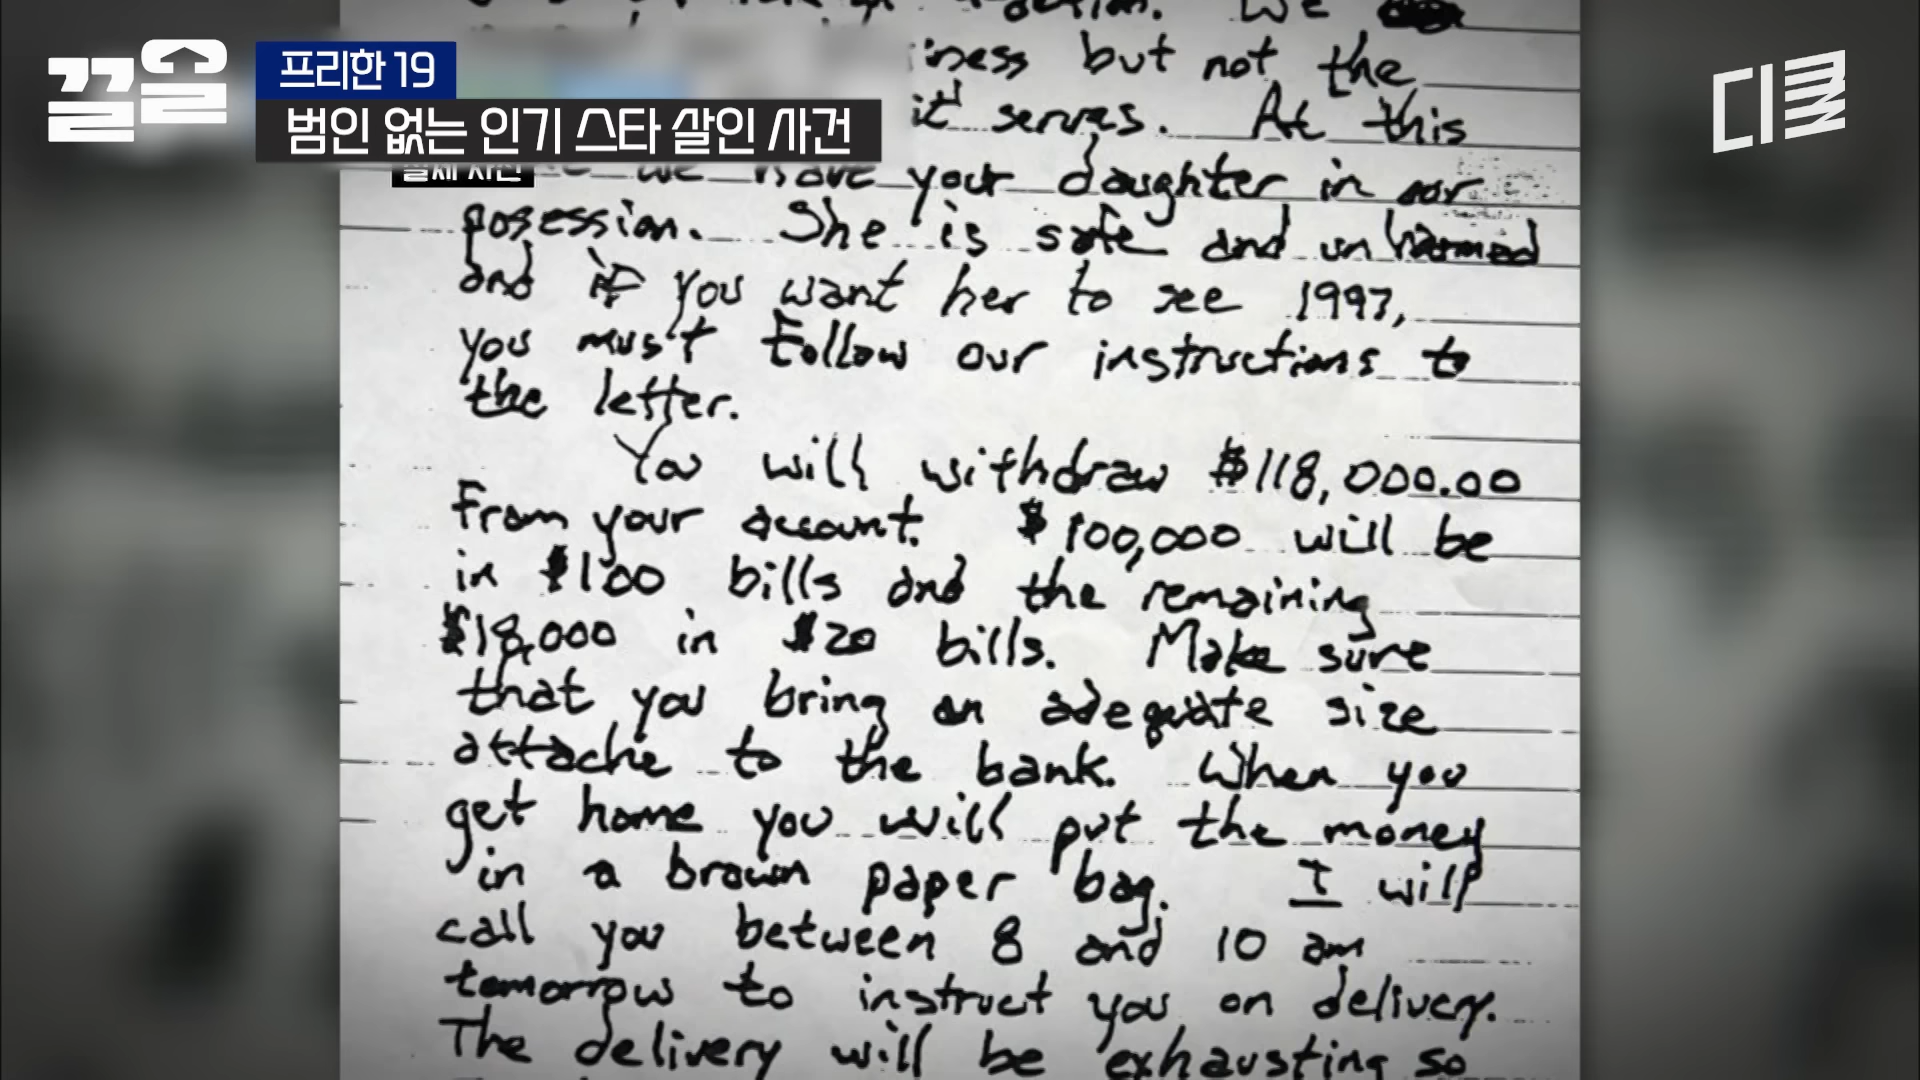 끌올
프리한 19
디클
범인 없는 인기 스타 살인 사건
We
but not the
it serves. At this
we have your daughter in our
posession. She is safe and unharmed
and if you want her to see 1997,
you must follow our instructions to
the letter.
You will withdraw $118,000.00
from your account. $100,000 will be
in $100 bills and the remaining
$18,000 in $20 bills. Make sure
that you bring an adequate size
attache to the bank. When you
get home you will put the money
in a brown paper bag. I will
call you between 8 and 10 am
tomorrow to instruct you on delivery.
The delivery will be exhausting so